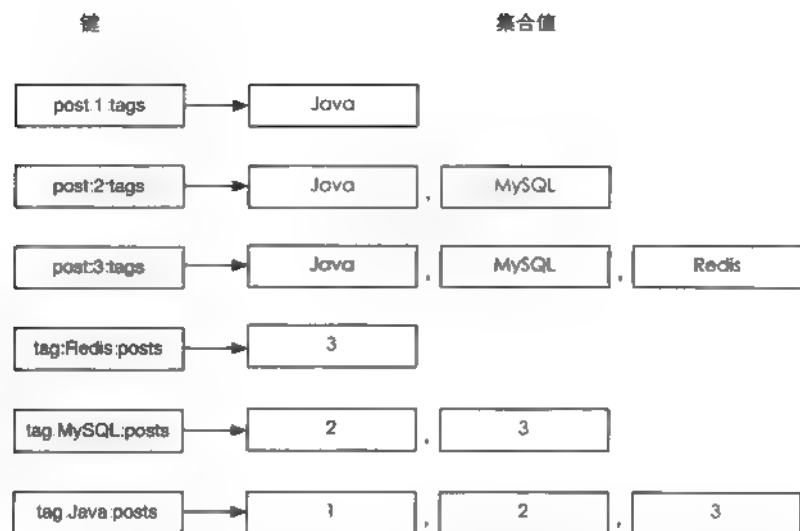 键 集合值
post:1:tags Java
post:2:tags Java , MySQL
post:3:tags Java , MySQL , Redis
tag:Redis:posts 3
tag:MySQL:posts 2 , 3
tag:Java:posts 1 , 2 , 3